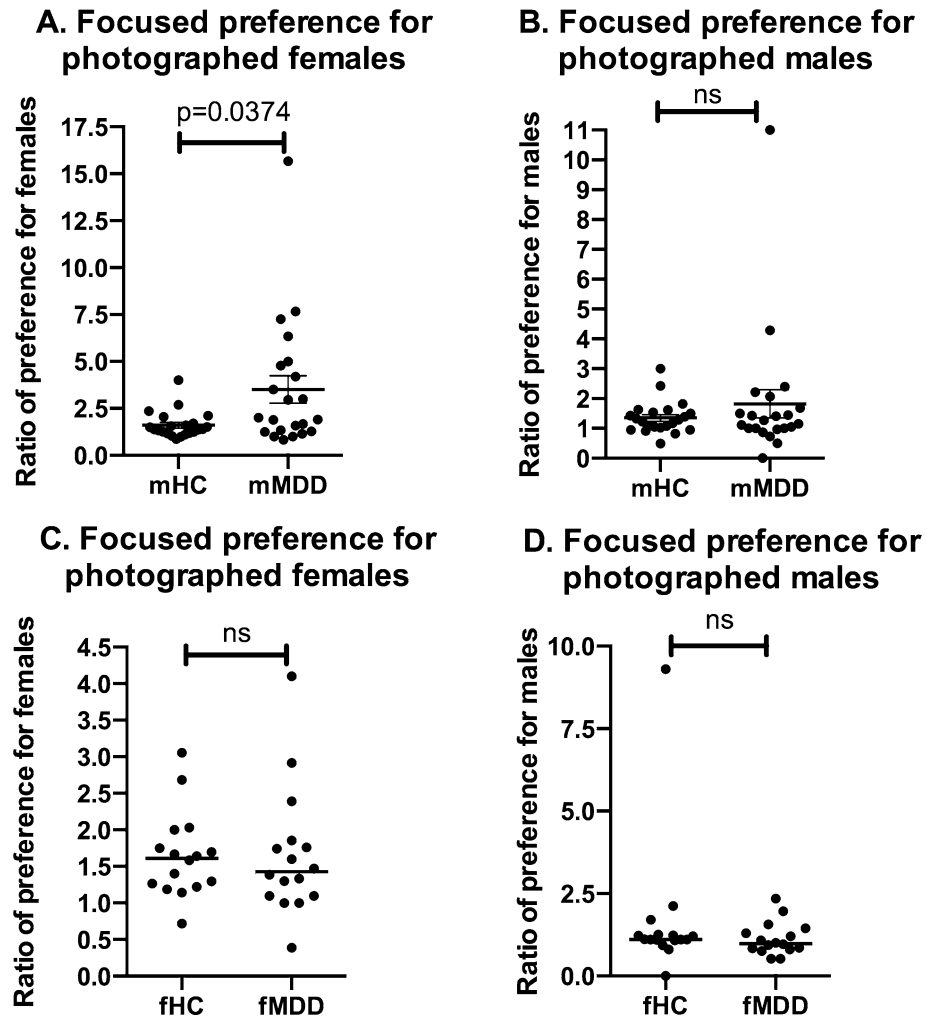 A. Focused preference for
photographed females
p=0.0374
Ratio of preference for females
17.5
15.0
12.5
10.0
7.5
5.0
2.5
0.0
mHC
mMDD
B. Focused preference for
photographed males
ns
Ratio of preference for males
11
10
9
8
7
6
5
4
3
2
1
0
mHC
mMDD
C. Focused preference for
photographed females
ns
Ratio of preference for females
4.5
4.0
3.5
3.0
2.5
2.0
1.5
1.0
0.5
0.0
fHC
fMDD
D. Focused preference for
photographed males
ns
Ratio of preference for males
10.0
7.5
5.0
2.5
0.0
fHC
fMDD